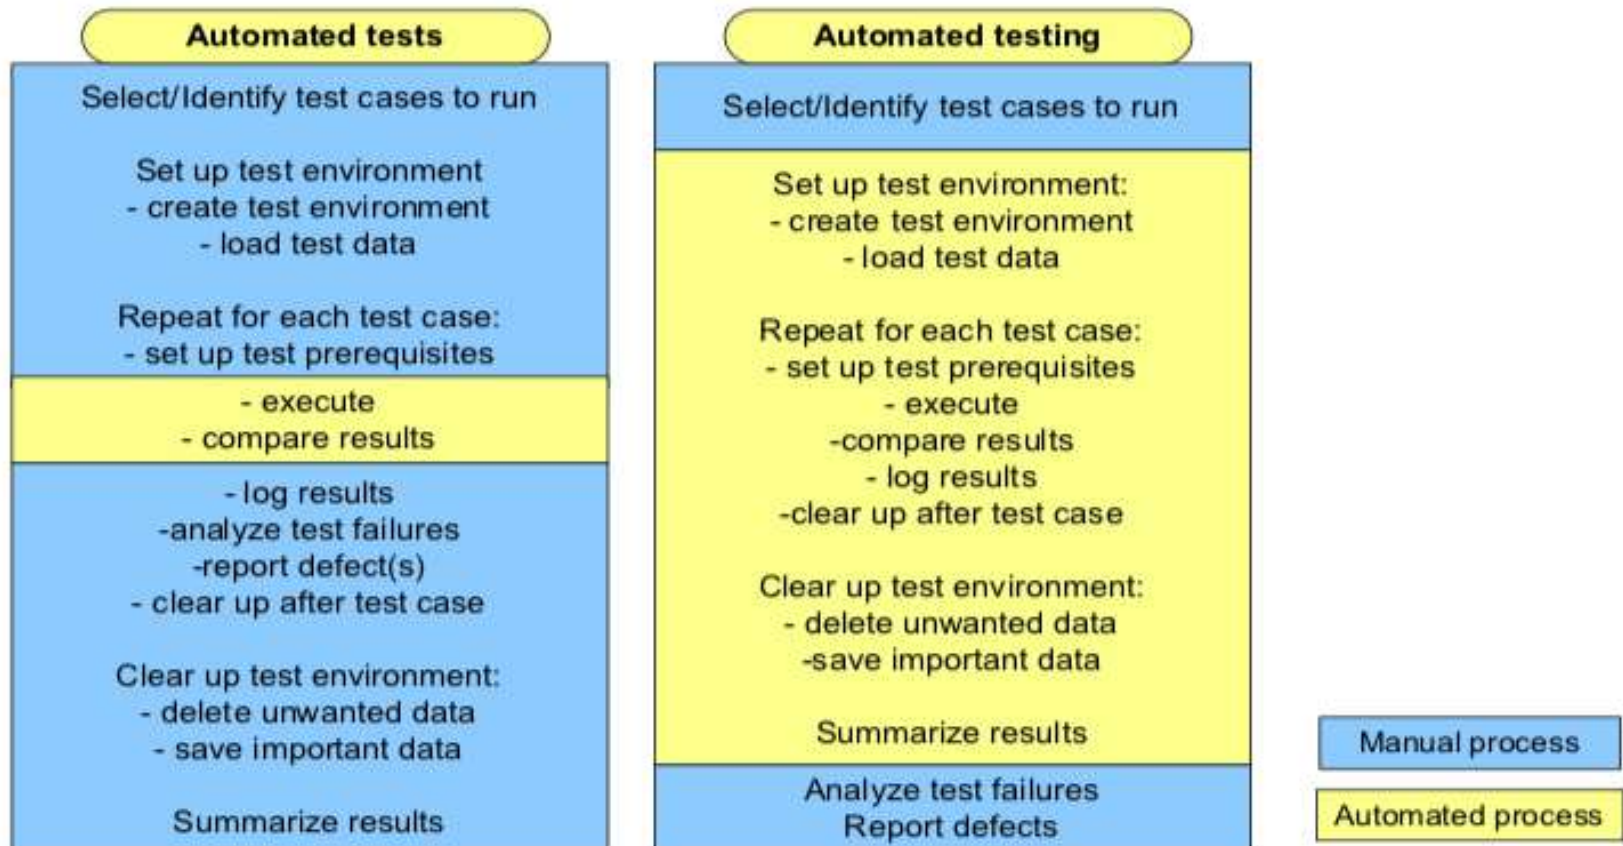 Automated tests
Select/Identify test cases to run
Set up test environment
- create test environment
- load test data
Repeat for each test case:
- set up test prerequisites
- execute
- compare results
- log results
-analyze test failures
-report defect(s)
- clear up after test case
Clear up test environment:
- delete unwanted data
- save important data
Summarize results
Automated testing
Select/Identify test cases to run
Set up test environment:
- create test environment
- load test data
Repeat for each test case:
- set up test prerequisites
- execute
-compare results
- log results
-clear up after test case
Clear up test environment:
- delete unwanted data
-save important data
Summarize results
Analyze test failures
Report defects
Manual process
Automated process